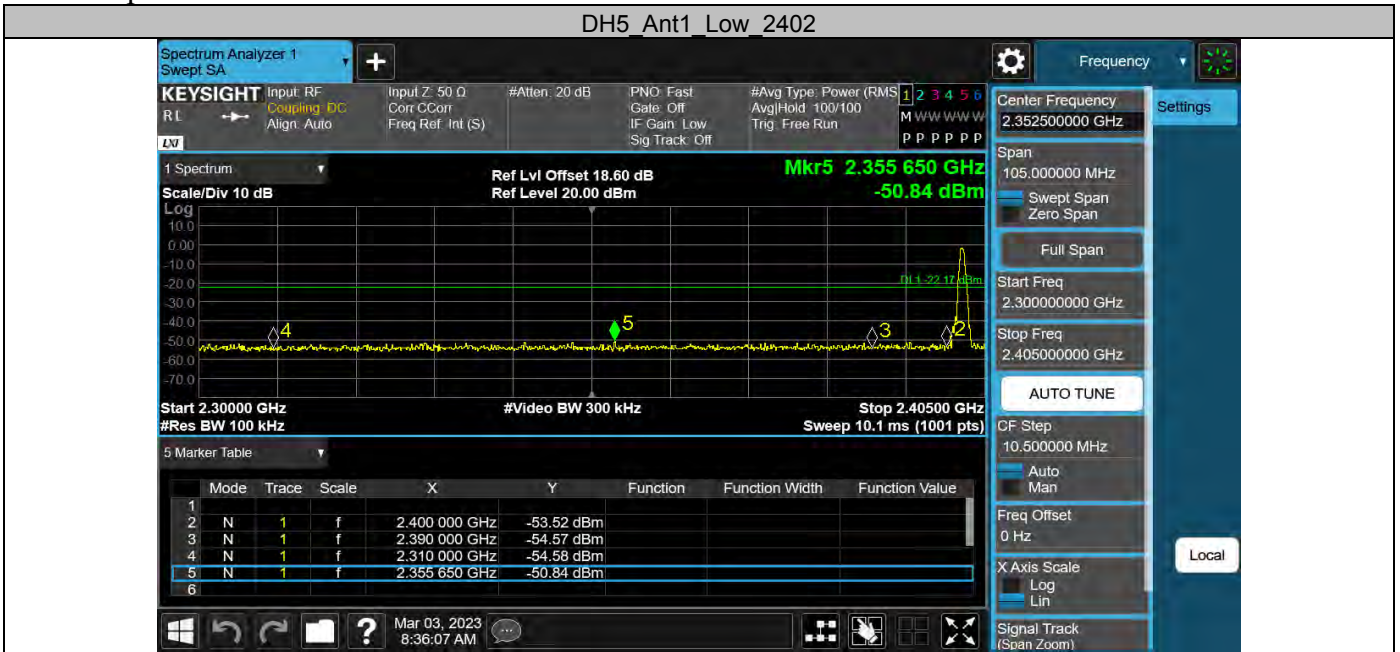 DH5_Ant1_Low_2402
Spectrum Analyzer 1
Swept SA
+
Frequency
KEYSIGHT
RL
LXI
Input: RF
Coupling: DC
Align: Auto
Input Z: 50 Ω
Corr CCorr
Freq Ref: Int (S)
#Atten: 20 dB
PNO: Fast
Gate: Off
IF Gain: Low
Sig Track: Off
#Avg Type: Power (RMS
Avg|Hold: 100/100
Trig: Free Run
1 2 3 4 5 6
M W W W W W
P P P P P P
1 Spectrum
Scale/Div 10 dB
Ref Lvl Offset 18.60 dB
Ref Level 20.00 dBm
Mkr5 2.355 650 GHz
-50.84 dBm
Log
10.0
0.00
-10.0
-20.0
-30.0
-40.0
-50.0
-60.0
-70.0
DL1 -22.17 dBm
4
5
3
2
Start 2.30000 GHz
#Video BW 300 kHz
Stop 2.40500 GHz
#Res BW 100 kHz
Sweep 10.1 ms (1001 pts)
5 Marker Table
Mode Trace Scale X Y Function Function Width Function Value
1
2 N 1 f 2.400 000 GHz -53.52 dBm
3 N 1 f 2.390 000 GHz -54.57 dBm
4 N 1 f 2.310 000 GHz -54.58 dBm
5 N 1 f 2.355 650 GHz -50.84 dBm
6
?
Mar 03, 2023
8:36:07 AM
Center Frequency
2.352500000 GHz
Settings
Span
105.000000 MHz
Swept Span
Zero Span
Full Span
Start Freq
2.300000000 GHz
Stop Freq
2.405000000 GHz
AUTO TUNE
CF Step
10.500000 MHz
Auto
Man
Freq Offset
0 Hz
Local
X Axis Scale
Log
Lin
Signal Track
(Span Zoom)